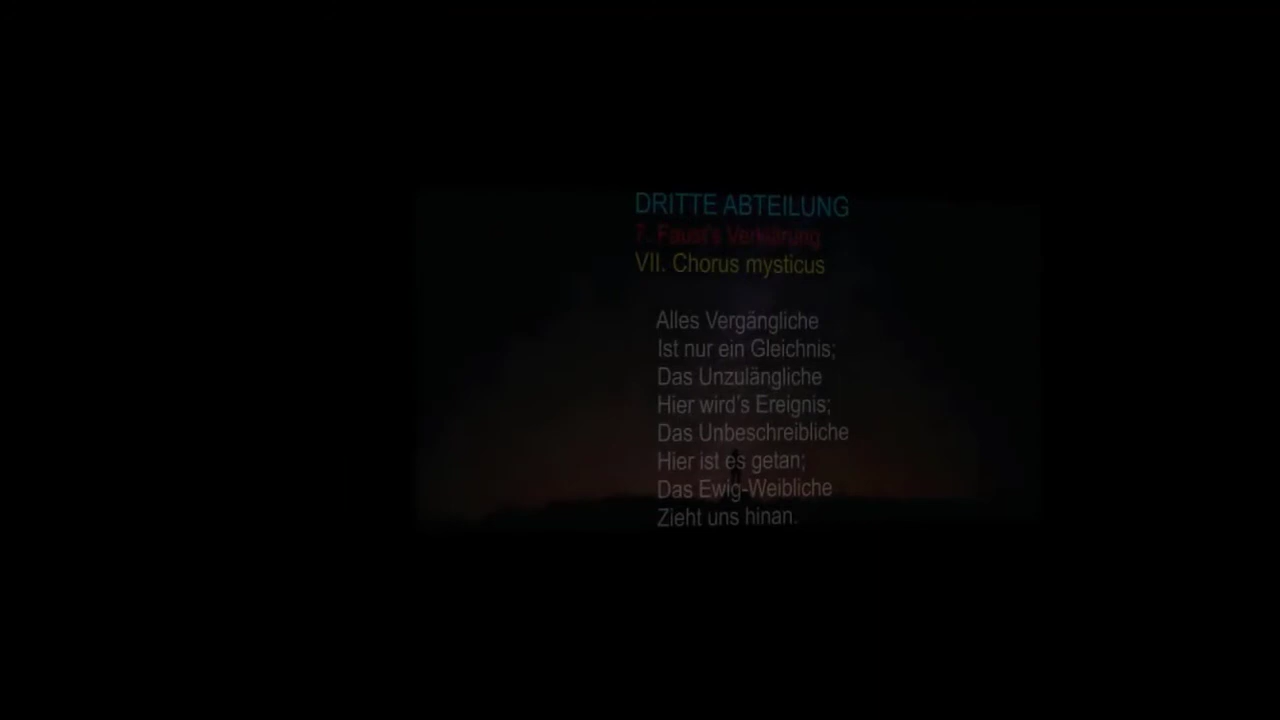 DRITTE ABTEILUNG
7. Faust's Verklärung
VII. Chorus mysticus
Alles Vergängliche
Ist nur ein Gleichnis;
Das Unzulängliche
Hier wird's Ereignis;
Das Unbeschreibliche
Hier ist es getan;
Das Ewig-Weibliche
Zieht uns hinan.